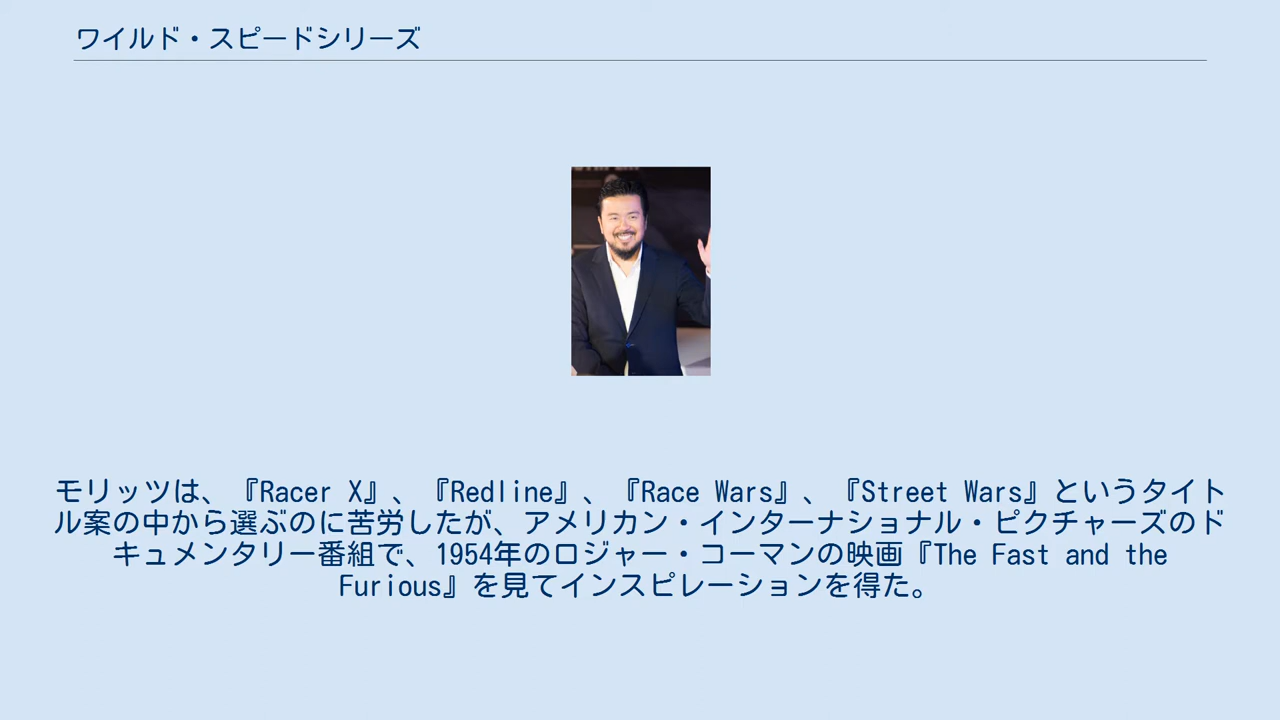 ワイルド・スピードシリーズ
モリッツは、『Racer X』、『Redline』、『Race Wars』、『Street Wars』というタイト
ル案の中から選ぶのに苦労したが、アメリカン・インターナショナル・ピクチャーズのド
キュメンタリー番組で、1954年のロジャー・コーマンの映画『The Fast and the
Furious』を見てインスピレーションを得た。